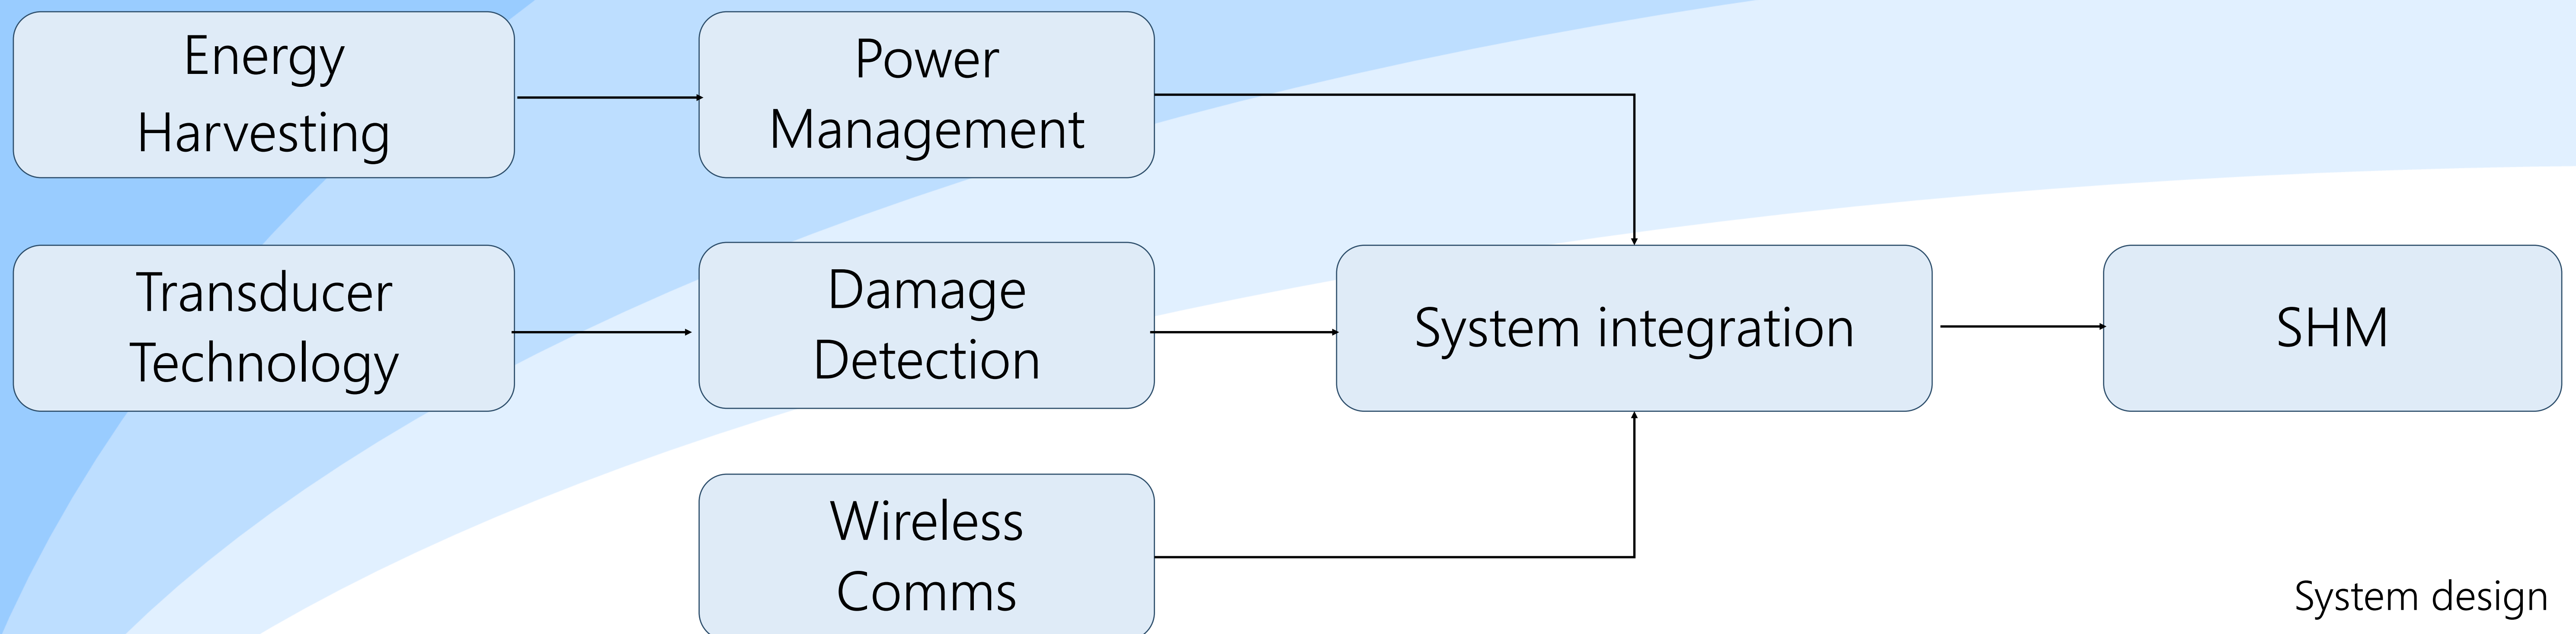 Energy
Harvesting
Power
Management
Transducer
Technology
Damage
Detection
System integration
SHM
Wireless
Comms
System design